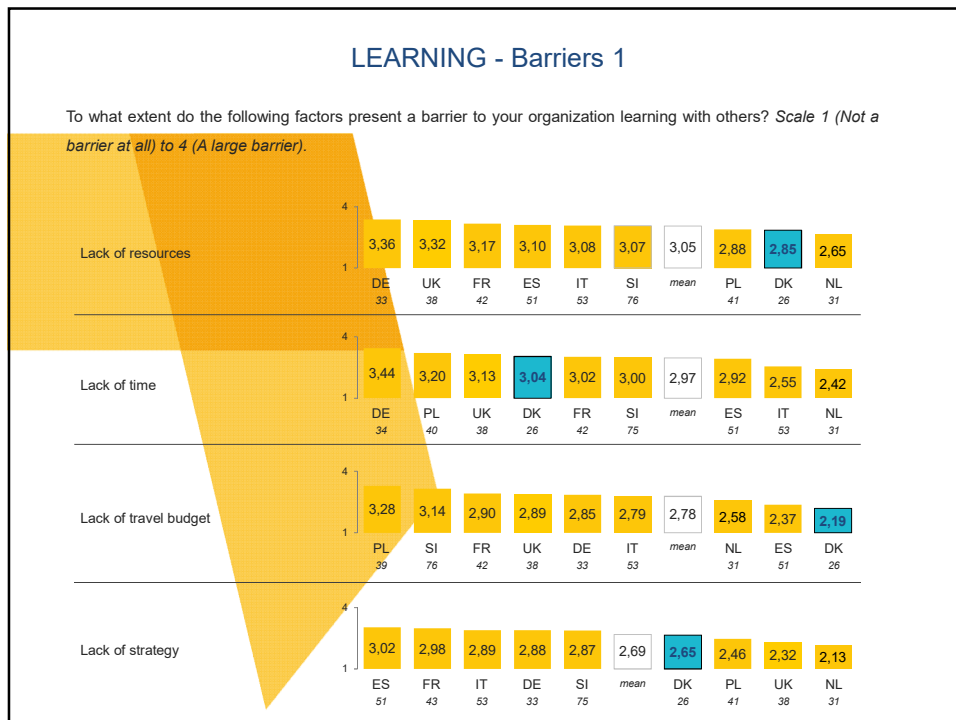 LEARNING - Barriers 1
To what extent do the following factors present a barrier to your organization learning with others? Scale 1 (Not a
barrier at all) to 4 (A large barrier).
4
Lack of resources
3,36 3,32 3,17 3,10 3,08 3,07 3,05 2,88 2,85 2,65
1
DE UK FR ES IT SI mean PL DK NL
33 38 42 51 53 76 41 26 31
4
Lack of time
3,44 3,20 3,13 3,04 3,02 3,00 2,97 2,92 2,55 2,42
1
DE PL UK DK FR SI mean ES IT NL
34 40 38 26 42 75 51 53 31
4
Lack of travel budget
3,28 3,14 2,90 2,89 2,85 2,79 2,78 2,58 2,37 2,19
1
PL SI FR UK DE IT mean NL ES DK
39 76 42 38 33 53 31 51 26
4
Lack of strategy
3,02 2,98 2,89 2,88 2,87 2,69 2,65 2,46 2,32 2,13
1
ES FR IT DE SI mean DK PL UK NL
51 43 53 33 75 26 41 38 31